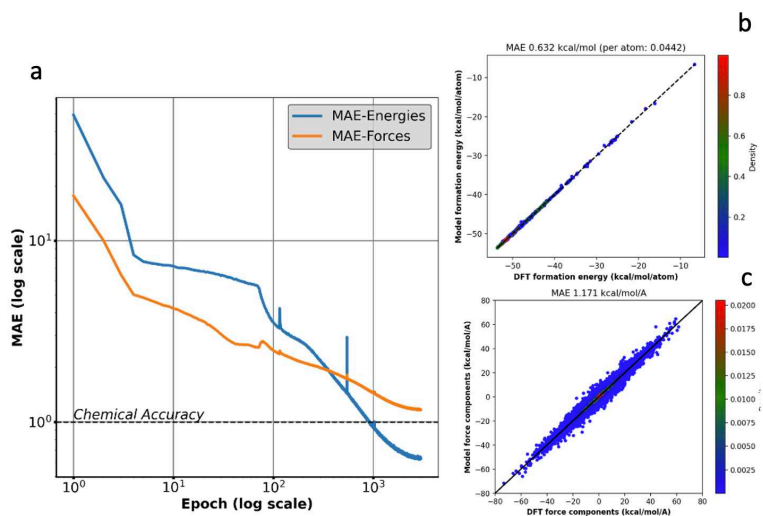 a
MAE-Energies
MAE-Forces
10¹
10⁰
Chemical Accuracy
MAE (log scale)
10⁰ 10¹ 10² 10³
Epoch (log scale)
b
MAE 0.632 kcal/mol (per atom: 0.0442)
Model formation energy (kcal/mol/atom)
−10
−20
−30
−40
−50
−50 −40 −30 −20 −10
DFT formation energy (kcal/mol/atom)
0.8
0.6
0.4
0.2
Density
c
MAE 1.171 kcal/mol/A
Model force components (kcal/mol/A)
80
60
40
20
0
−20
−40
−60
−80
−80 −60 −40 −20 0 20 40 60 80
DFT force components (kcal/mol/A)
0.0200
0.0175
0.0150
0.0125
0.0100
0.0075
0.0050
0.0025